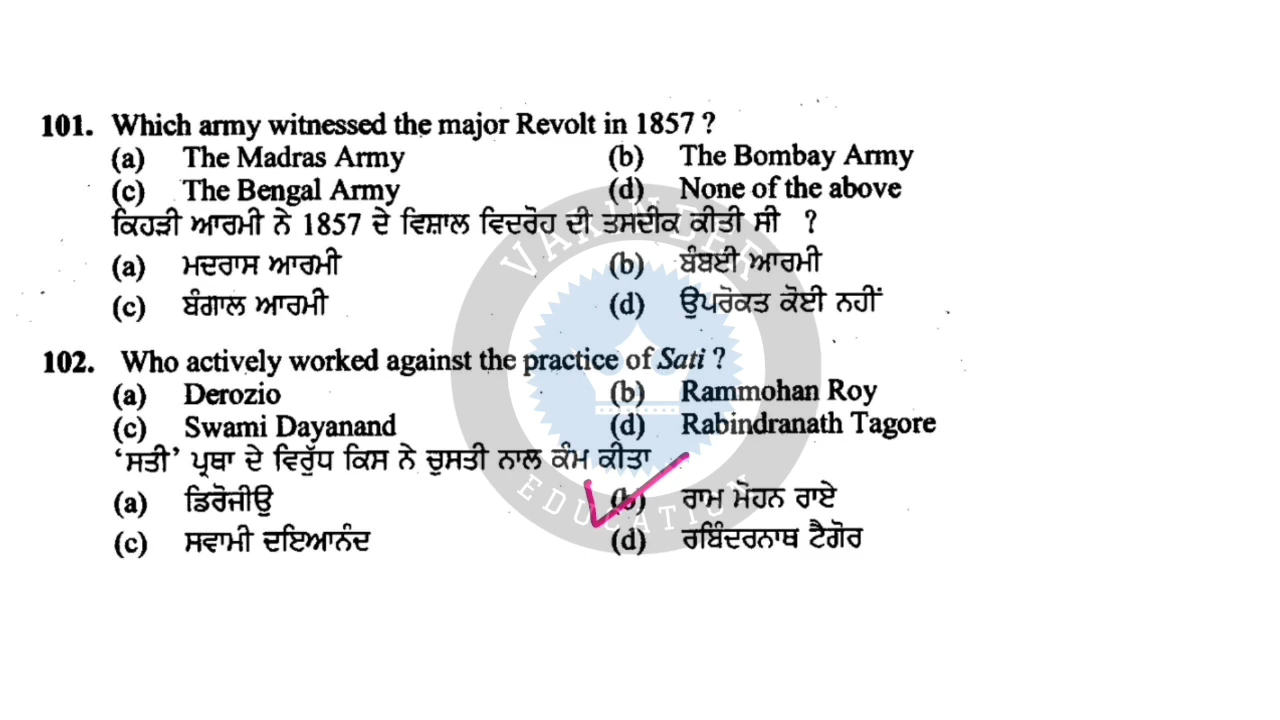 101. Which army witnessed the major Revolt in 1857 ?
(a) The Madras Army (b) The Bombay Army
(c) The Bengal Army (d) None of the above
ਕਿਹੜੀ ਆਰਮੀ ਨੇ 1857 ਦੇ ਵਿਸ਼ਾਲ ਵਿਦਰੋਹ ਦੀ ਤਸਦੀਕ ਕੀਤੀ ਸੀ ?
(a) ਮਦਰਾਸ ਆਰਮੀ (b) ਬੰਬਈ ਆਰਮੀ
(c) ਬੰਗਾਲ ਆਰਮੀ (d) ਉਪਰੋਕਤ ਕੋਈ ਨਹੀਂ
102. Who actively worked against the practice of Sati ?
(a) Derozio (b) Rammohan Roy
(c) Swami Dayanand (d) Rabindranath Tagore
‘ਸਤੀ’ ਪ੍ਰਥਾ ਦੇ ਵਿਰੁੱਧ ਕਿਸ ਨੇ ਚੁਸਤੀ ਨਾਲ ਕੰਮ ਕੀਤਾ
(a) ਡਿਰੋਜੀਉ (b) ਰਾਮ ਮੋਹਨ ਰਾਏ
(c) ਸਵਾਮੀ ਦਇਆਨੰਦ (d) ਰਬਿੰਦਰਨਾਥ ਟੈਗੋਰ
VARINDER
EDUCATION